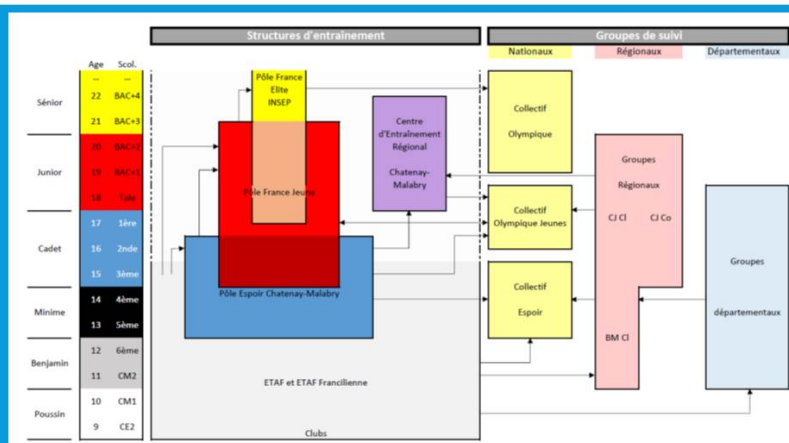 Structures d'entraînement
Groupes de suivi
Nationaux
Régionaux
Départementaux
Age Scol.
... ...
Sénior
22 BAC+4
21 BAC+3
Junior
20 BAC+2
19 BAC+1
18 Tale
Cadet
17 1ère
16 2nde
15 3ème
Minime
14 4ème
13 5ème
Benjamin
12 6ème
11 CM2
Poussin
10 CM1
9 CE2
Pôle France
Elite
INSEP
Pôle France Jeune
Pôle Espoir Chatenay-Malabry
Centre
d'Entraînement
Régional
Chatenay-
Malabry
ETAF et ETAF Francilienne
Clubs
Collectif
Olympique
Collectif
Olympique Jeunes
Collectif
Espoir
Groupes
Régionaux
CJ Cl CJ Co
BM Cl
Groupes
départementaux